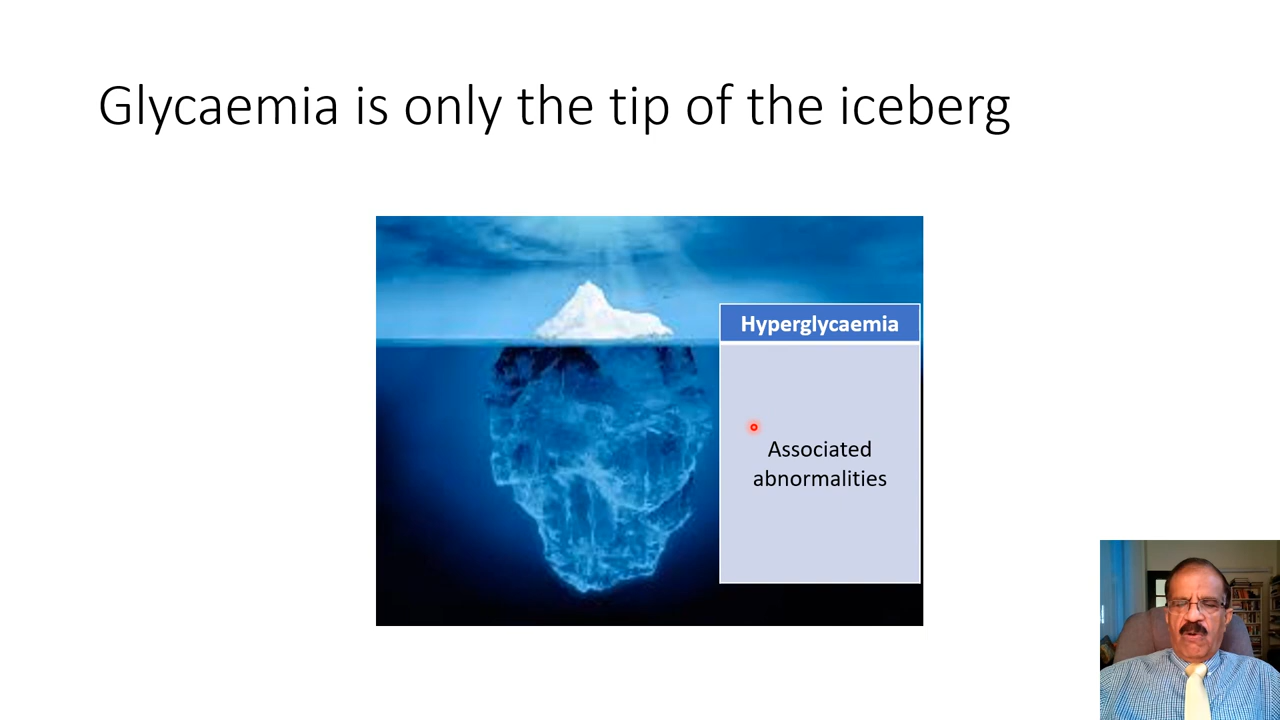 Glycaemia is only the tip of the iceberg
Hyperglycaemia
Associated
abnormalities